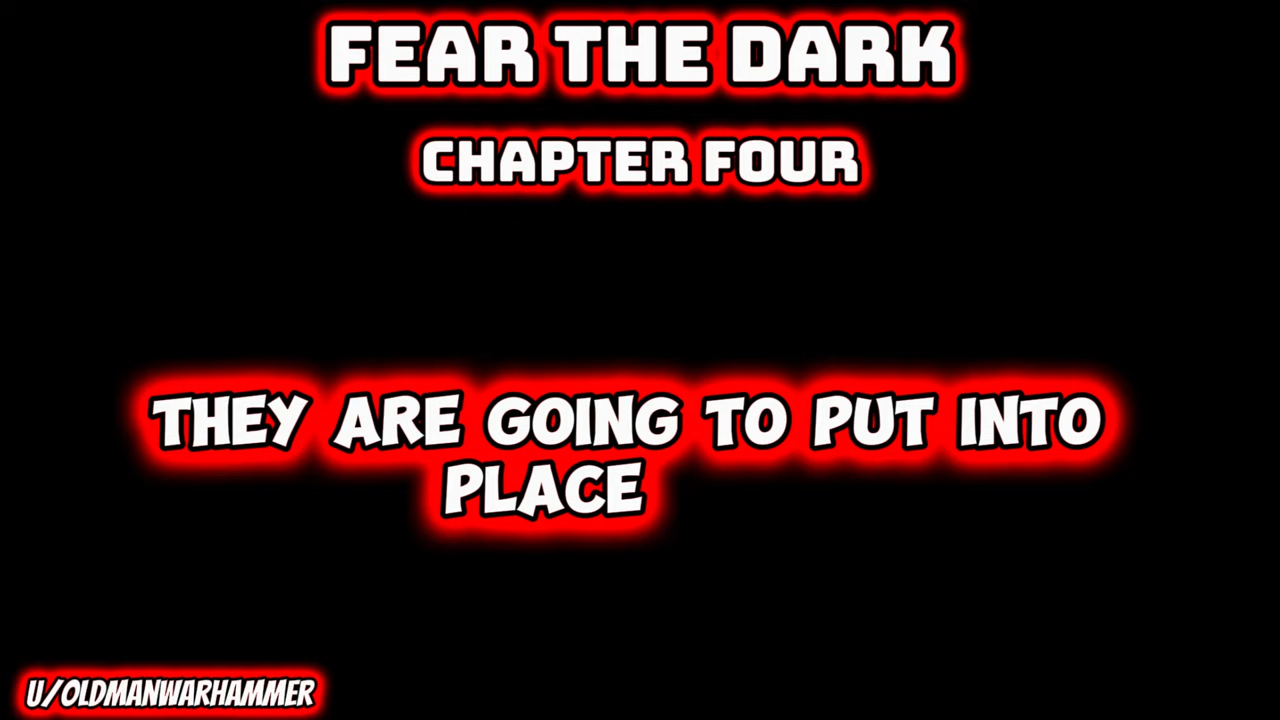 FEAR THE DARK
CHAPTER FOUR
THEY ARE GOING TO PUT INTO
PLACE
U/OLDMANWARHAMMER